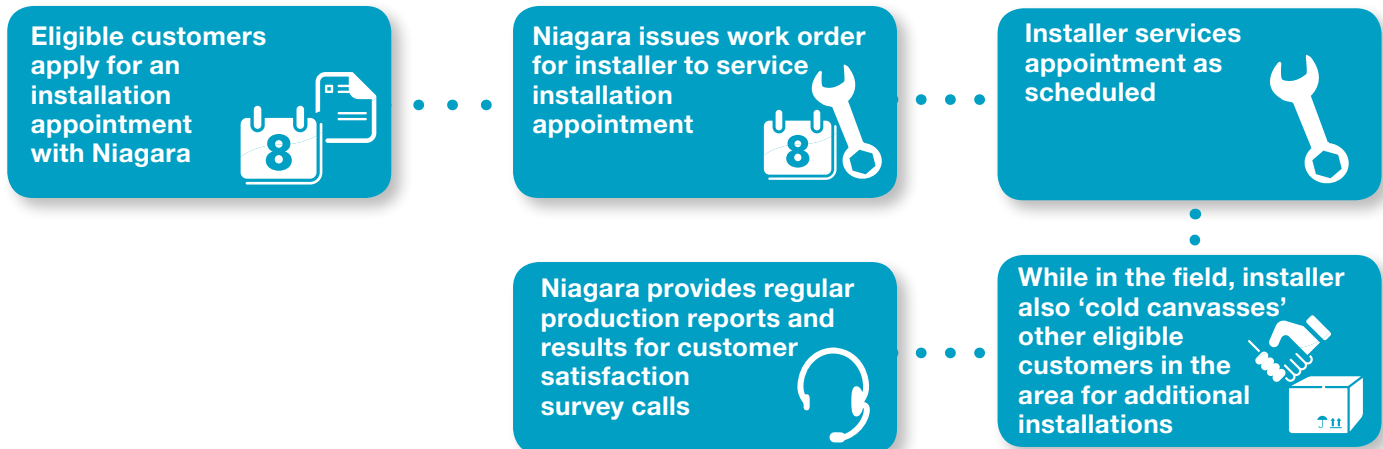 Eligible customers
apply for an
installation
appointment
with Niagara
8
Niagara issues work order
for installer to service
installation
appointment
8
Installer services
appointment as
scheduled
While in the field, installer
also ‘cold canvasses’
other eligible
customers in the
area for additional
installations
Niagara provides regular
production reports and
results for customer
satisfaction
survey calls